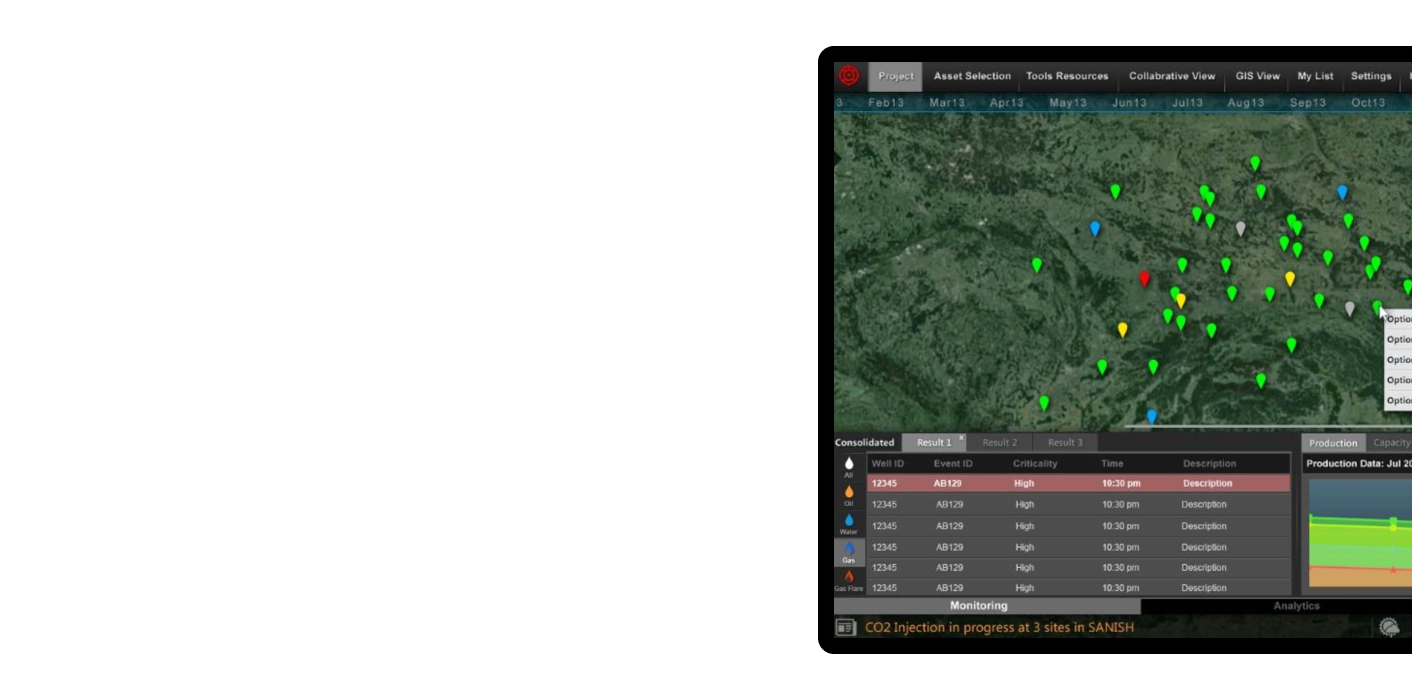 Project Asset Selection Tools Resources Collabrative View GIS View My List Settings
3 Feb13 Mar13 Apr13 May13 Jun13 Jul13 Aug13 Sep13 Oct13
Optio
Optio
Optio
Optio
Optio
Consolidated Result 1 x Result 2 Result 3 Production Capacity
Well ID Event ID Criticality Time Description
Production Data: Jul 20
All
Oil
Water
Gas
Gas Flare
12345 AB129 High 10:30 pm Description
12345 AB129 High 10:30 pm Description
12345 AB129 High 10:30 pm Description
12345 AB129 High 10:30 pm Description
12345 AB129 High 10:30 pm Description
12345 AB129 High 10:30 pm Description
Monitoring Analytics
CO2 Injection in progress at 3 sites in SANISH